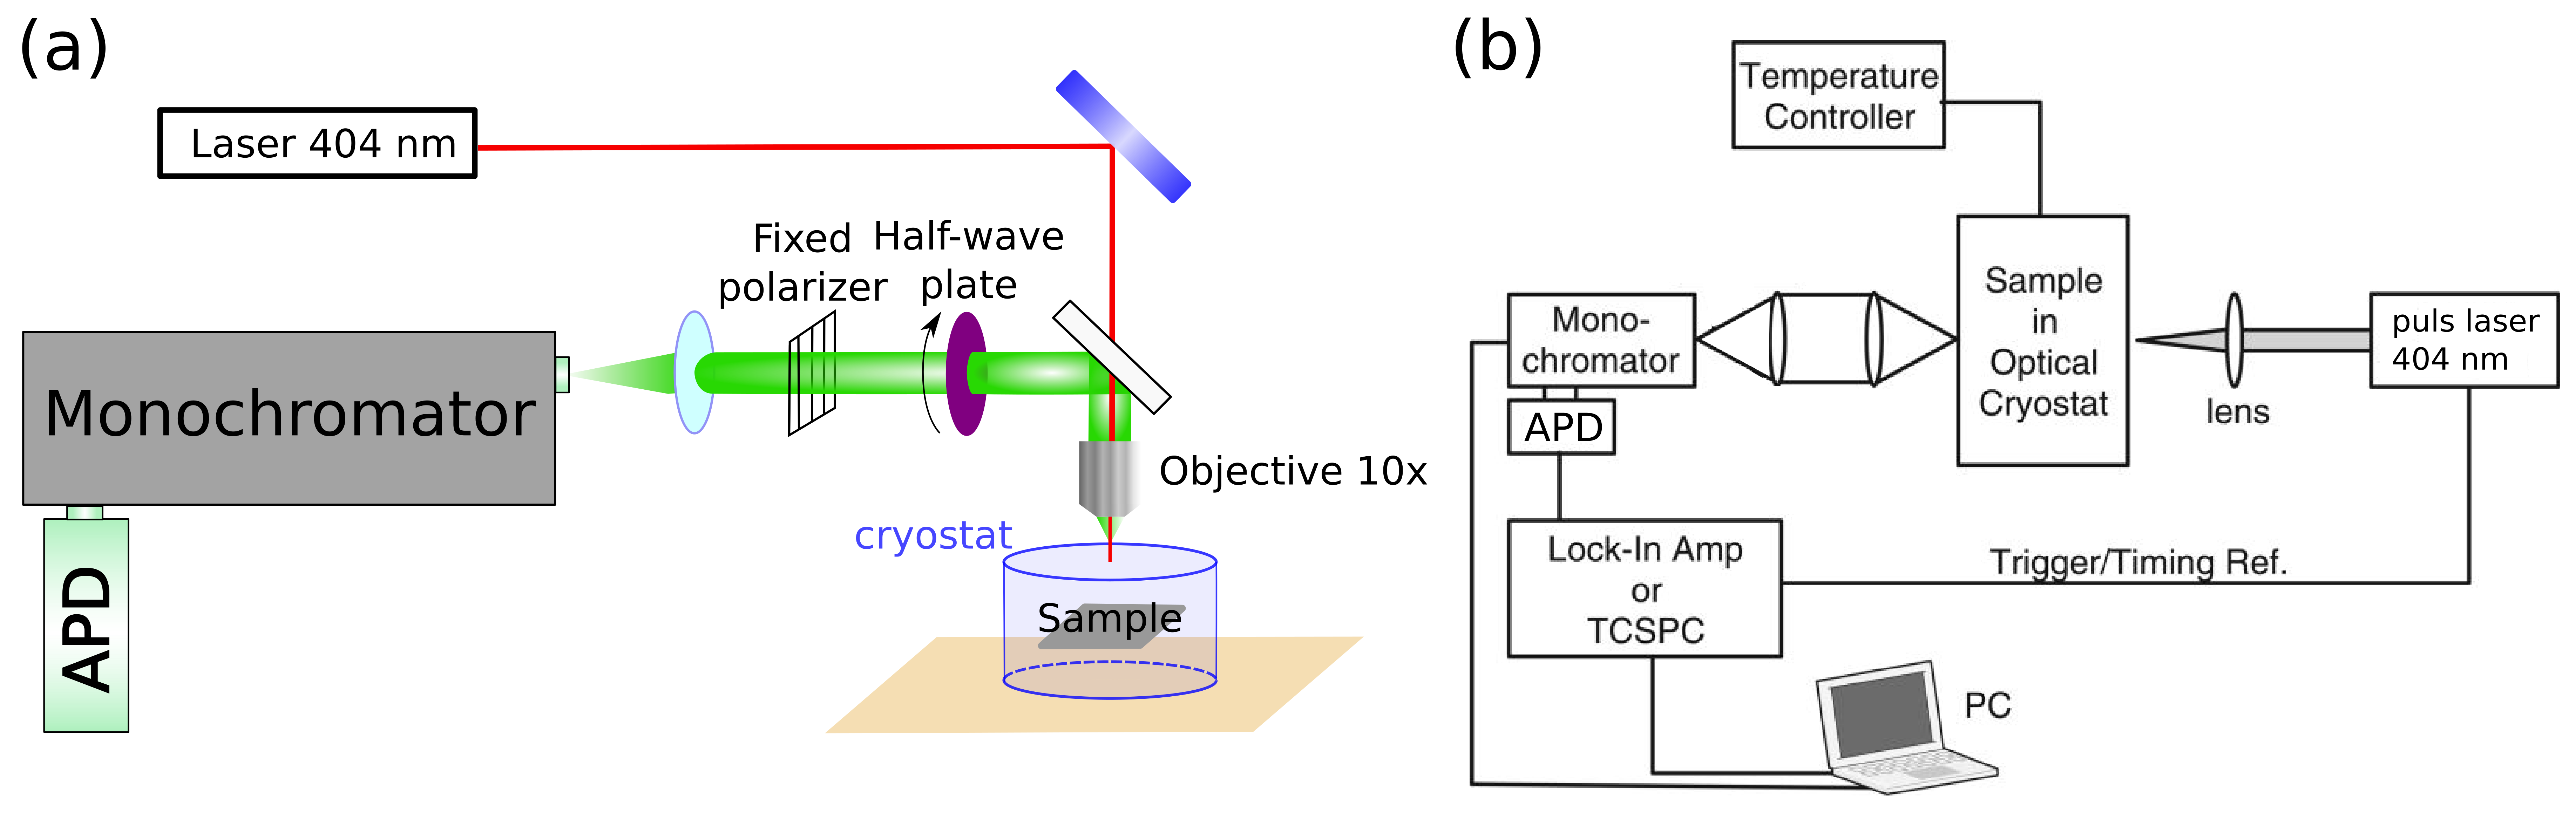 (a)
Laser 404 nm
Fixed
polarizer
Half-wave
plate
Monochromator
APD
Objective 10x
cryostat
Sample
(b)
Temperature
Controller
Sample
in
Optical
Cryostat
Mono-
chromator
APD
puls laser
404 nm
lens
Lock-In Amp
or
TCSPC
Trigger/Timing Ref.
PC